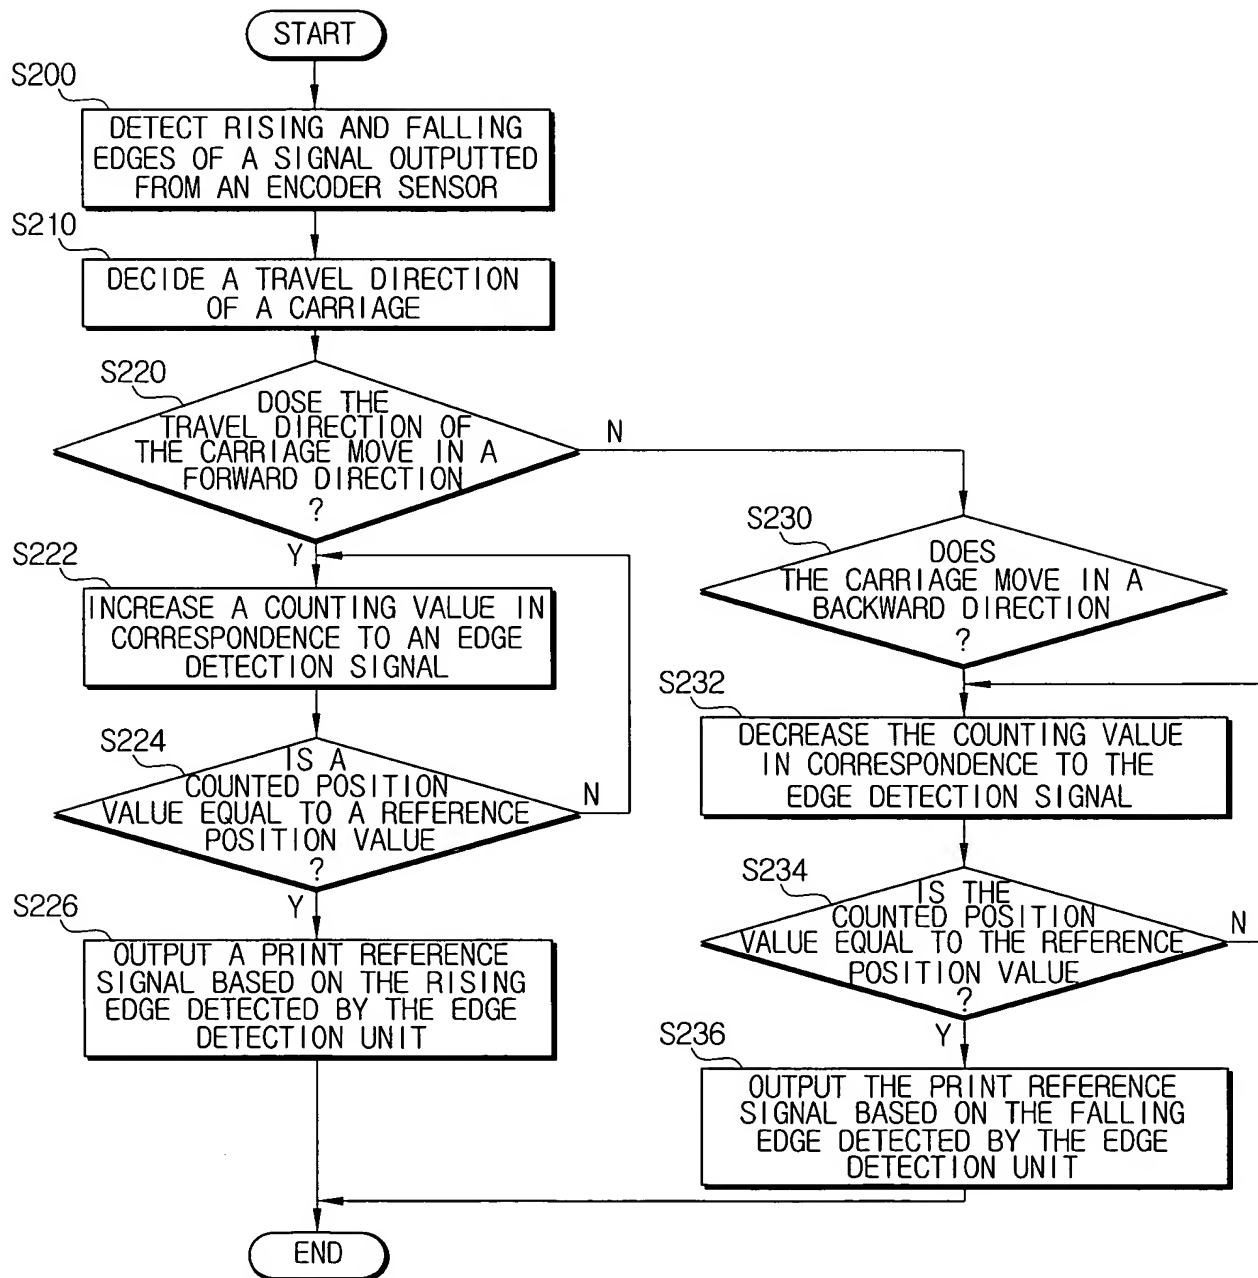 START
S200
DETECT RISING AND FALLING
EDGES OF A SIGNAL OUTPUTTED
FROM AN ENCODER SENSOR
S210
DECIDE A TRAVEL DIRECTION
OF A CARRIAGE
S220
DOSE THE
TRAVEL DIRECTION OF
THE CARRIAGE MOVE IN A
FORWARD DIRECTION
?
N
Y
S222
INCREASE A COUNTING VALUE IN
CORRESPONDENCE TO AN EDGE
DETECTION SIGNAL
S224
IS A
COUNTED POSITION
VALUE EQUAL TO A REFERENCE
POSITION VALUE
?
N
Y
S226
OUTPUT A PRINT REFERENCE
SIGNAL BASED ON THE RISING
EDGE DETECTED BY THE EDGE
DETECTION UNIT
S230
DOES
THE CARRIAGE MOVE IN A
BACKWARD DIRECTION
?
S232
DECREASE THE COUNTING VALUE
IN CORRESPONDENCE TO THE
EDGE DETECTION SIGNAL
S234
IS THE
COUNTED POSITION
VALUE EQUAL TO THE REFERENCE
POSITION VALUE
?
N
Y
S236
OUTPUT THE PRINT REFERENCE
SIGNAL BASED ON THE FALLING
EDGE DETECTED BY THE EDGE
DETECTION UNIT
END